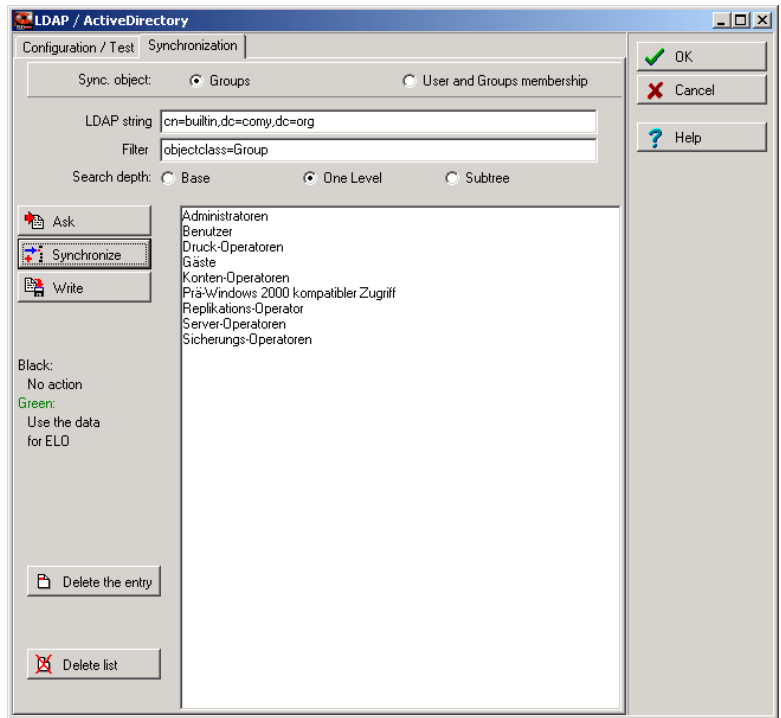 LDAP / ActiveDirectory
Configuration / Test
Synchronization
Sync. object:
Groups
User and Groups membership
LDAP string
cn=builtin,dc=comy,dc=org
Filter
objectclass=Group
Search depth:
Base
One Level
Subtree
Ask
Synchronize
Write
Administratoren
Benutzer
Druck-Operatoren
Gäste
Konten-Operatoren
Prä-Windows 2000 kompatibler Zugriff
Replikations-Operator
Server-Operatoren
Sicherungs-Operatoren
Black:
No action
Green:
Use the data
for ELO
Delete the entry
Delete list
OK
Cancel
Help